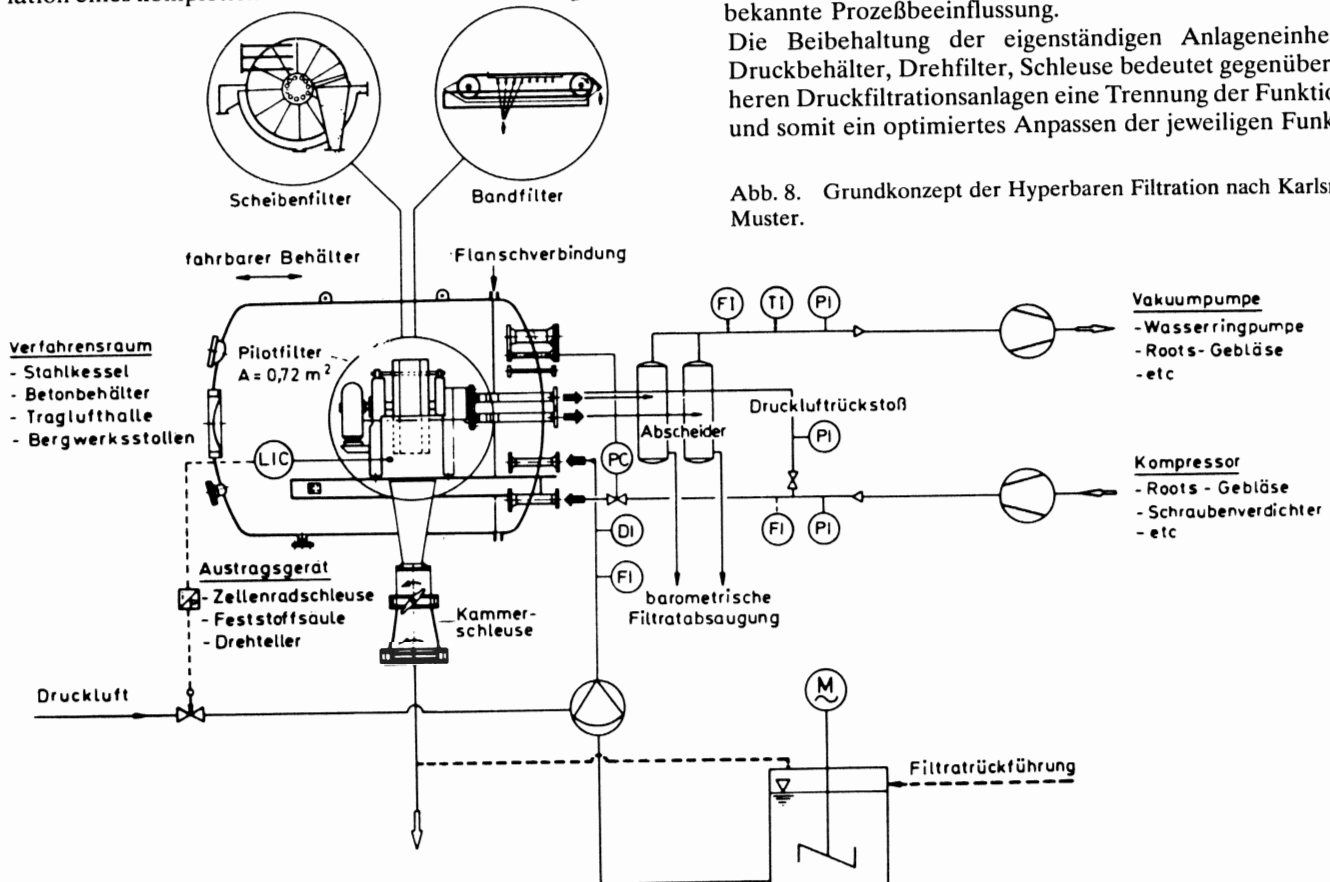 bekannte Prozeßbeeinflussung.
Die Beibehaltung der eigenständigen
Druckbehälter, Drehfilter, Schleuse bedeutet gegenüber
heren Druckfiltrationsanlagen eine Trennung der
und somit ein optimiertes Anpassen der jeweiligen
Abb. 8. Grundkonzept der Hyperbaren Filtration nach
Muster.
Scheibenfilter
Bandfilter
fahrbarer Behälter
Flanschverbindung
Verfahrensraum
- Stahlkessel
- Betonbehälter
- Traglufthalle
- Bergwerksstollen
Pilotfilter
A = 0,72 m²
LIC
FI
TI
PI
Vakuumpumpe
- Wasserringpumpe
- Roots-Gebläse
- etc
Druckluftrückstoß
Abscheider
PI
PC
Kompressor
- Roots - Gebläse
- Schraubenverdichter
- etc
FI
PI
DI
FI
barometrische
Filtratabsaugung
Austragsgerät
- Zellenradschleuse
- Feststoffsäule
- Drehteller
Kammer-
schleuse
Druckluft
M
Filtratrückführung